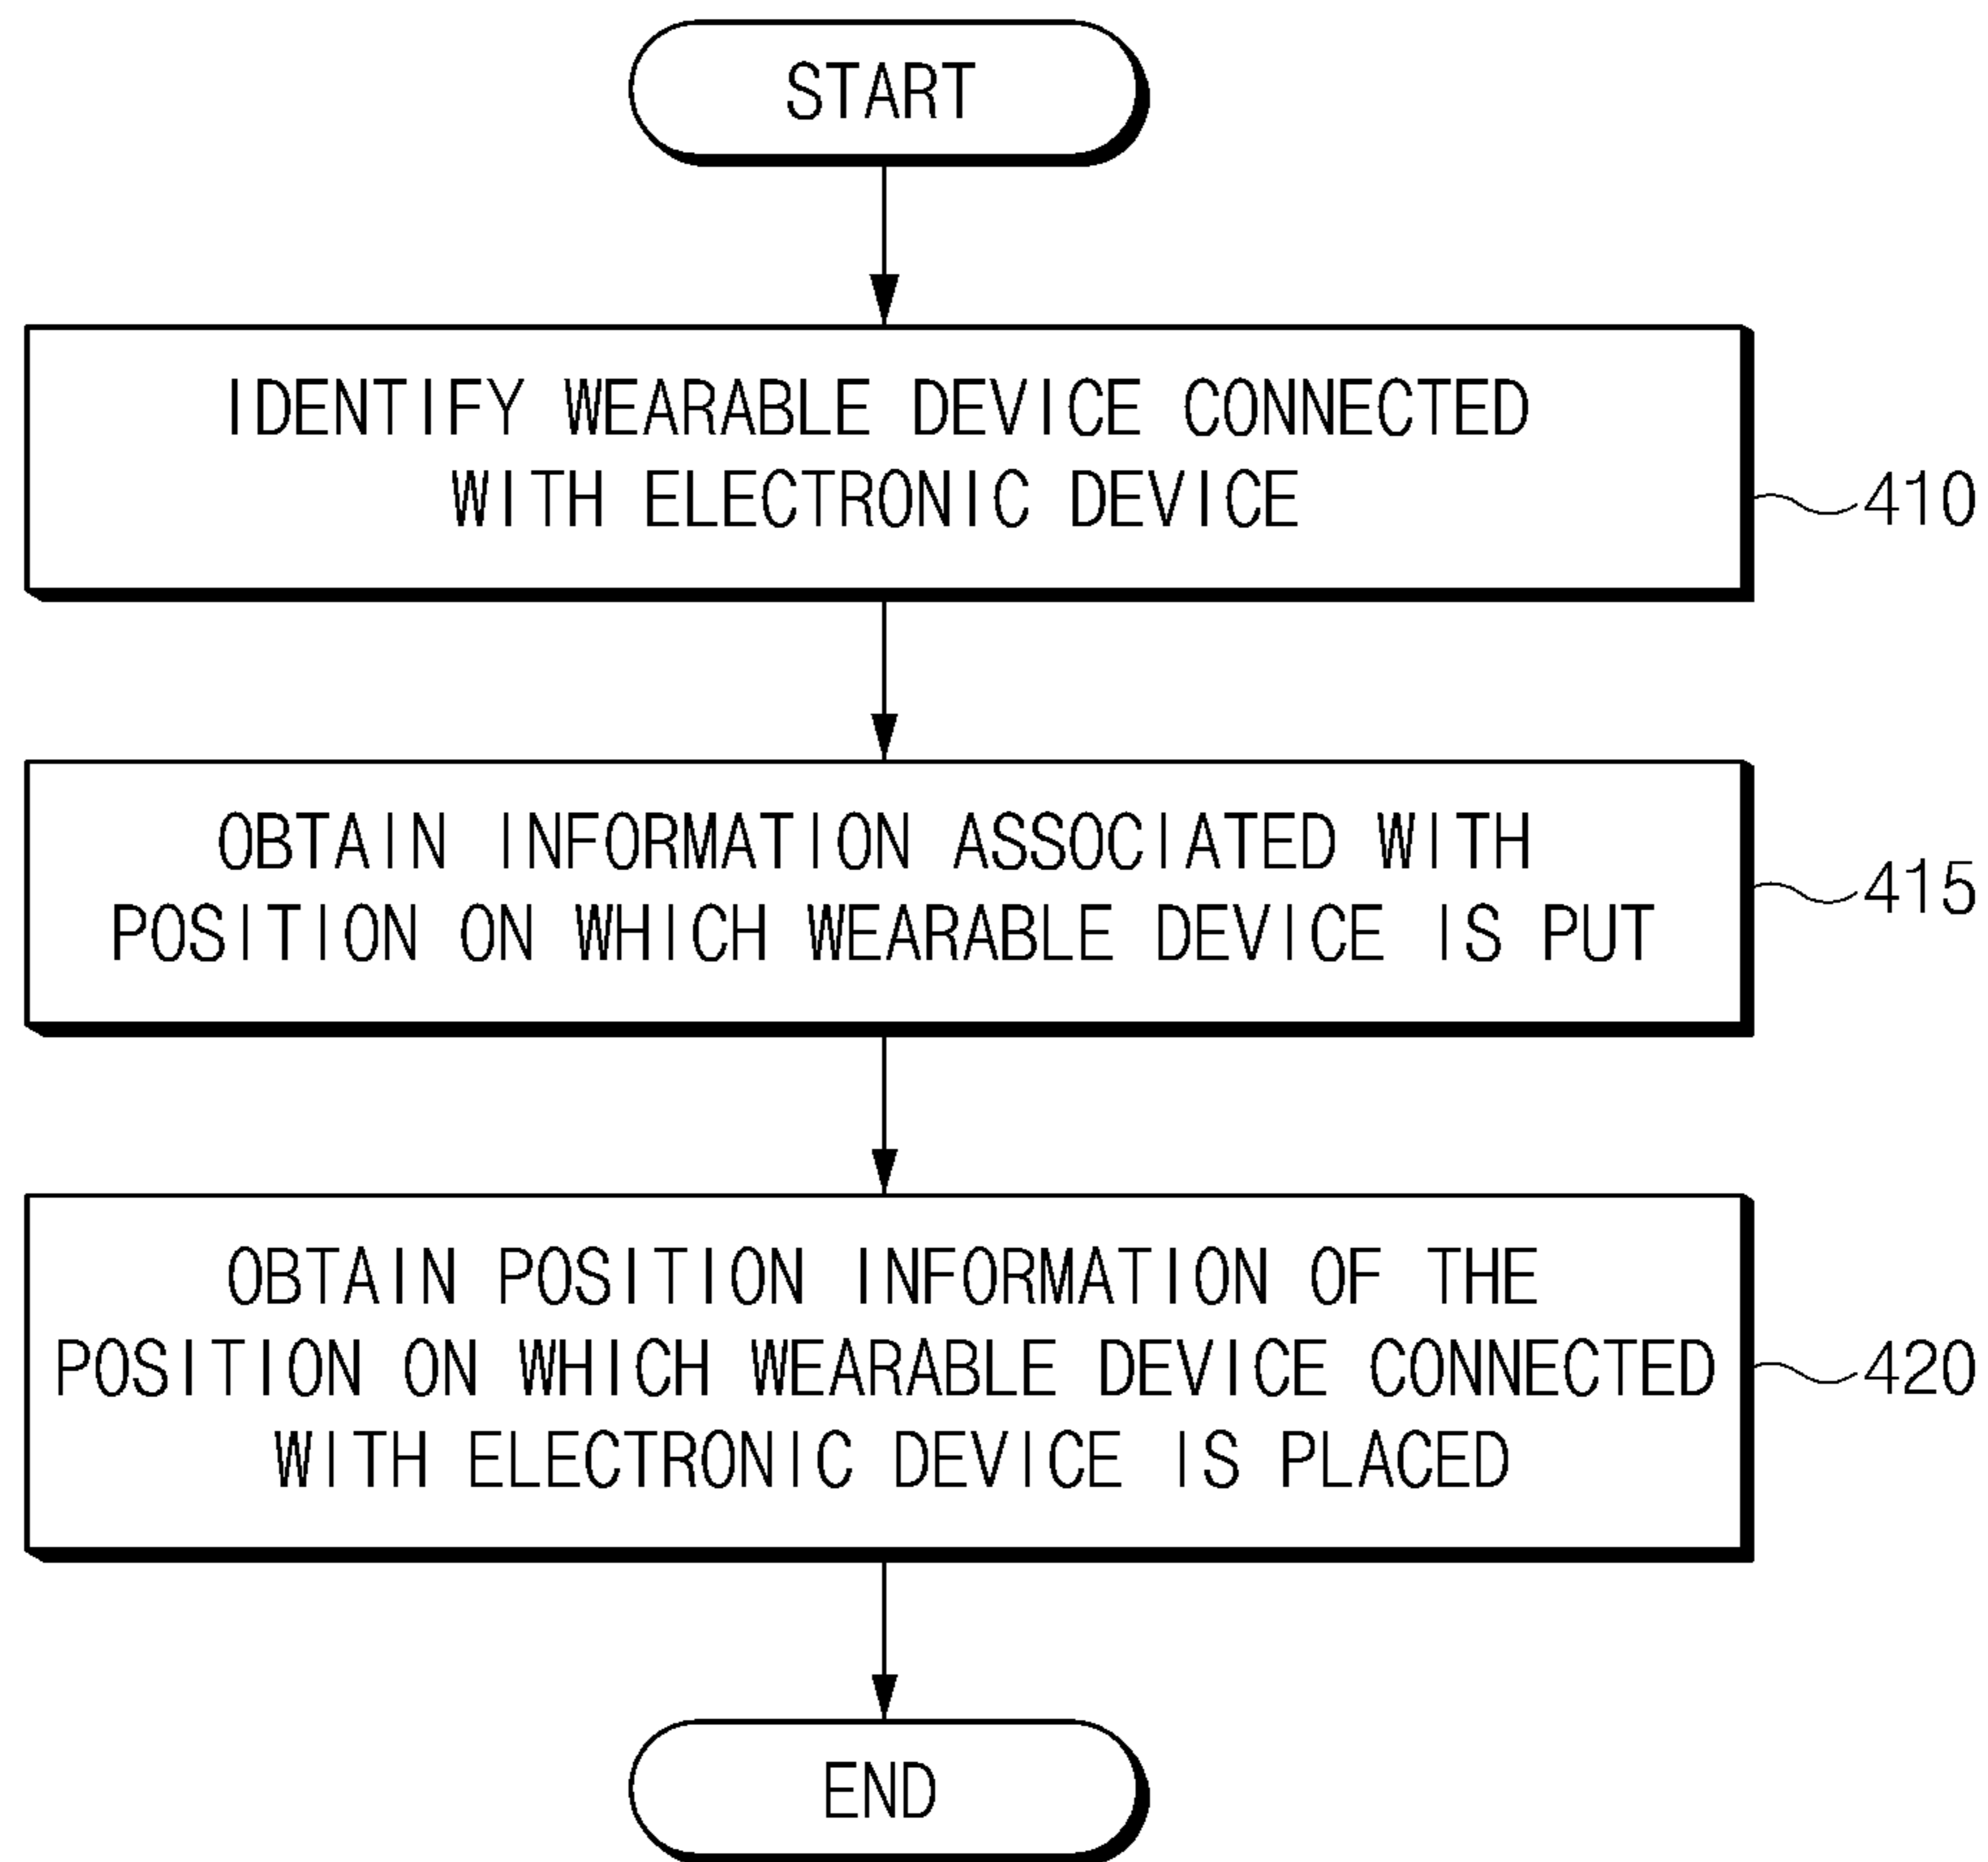 START
IDENTIFY WEARABLE DEVICE CONNECTED
WITH ELECTRONIC DEVICE
410
OBTAIN INFORMATION ASSOCIATED WITH
POSITION ON WHICH WEARABLE DEVICE IS PUT
415
OBTAIN POSITION INFORMATION OF THE
POSITION ON WHICH WEARABLE DEVICE CONNECTED
WITH ELECTRONIC DEVICE IS PLACED
420
END